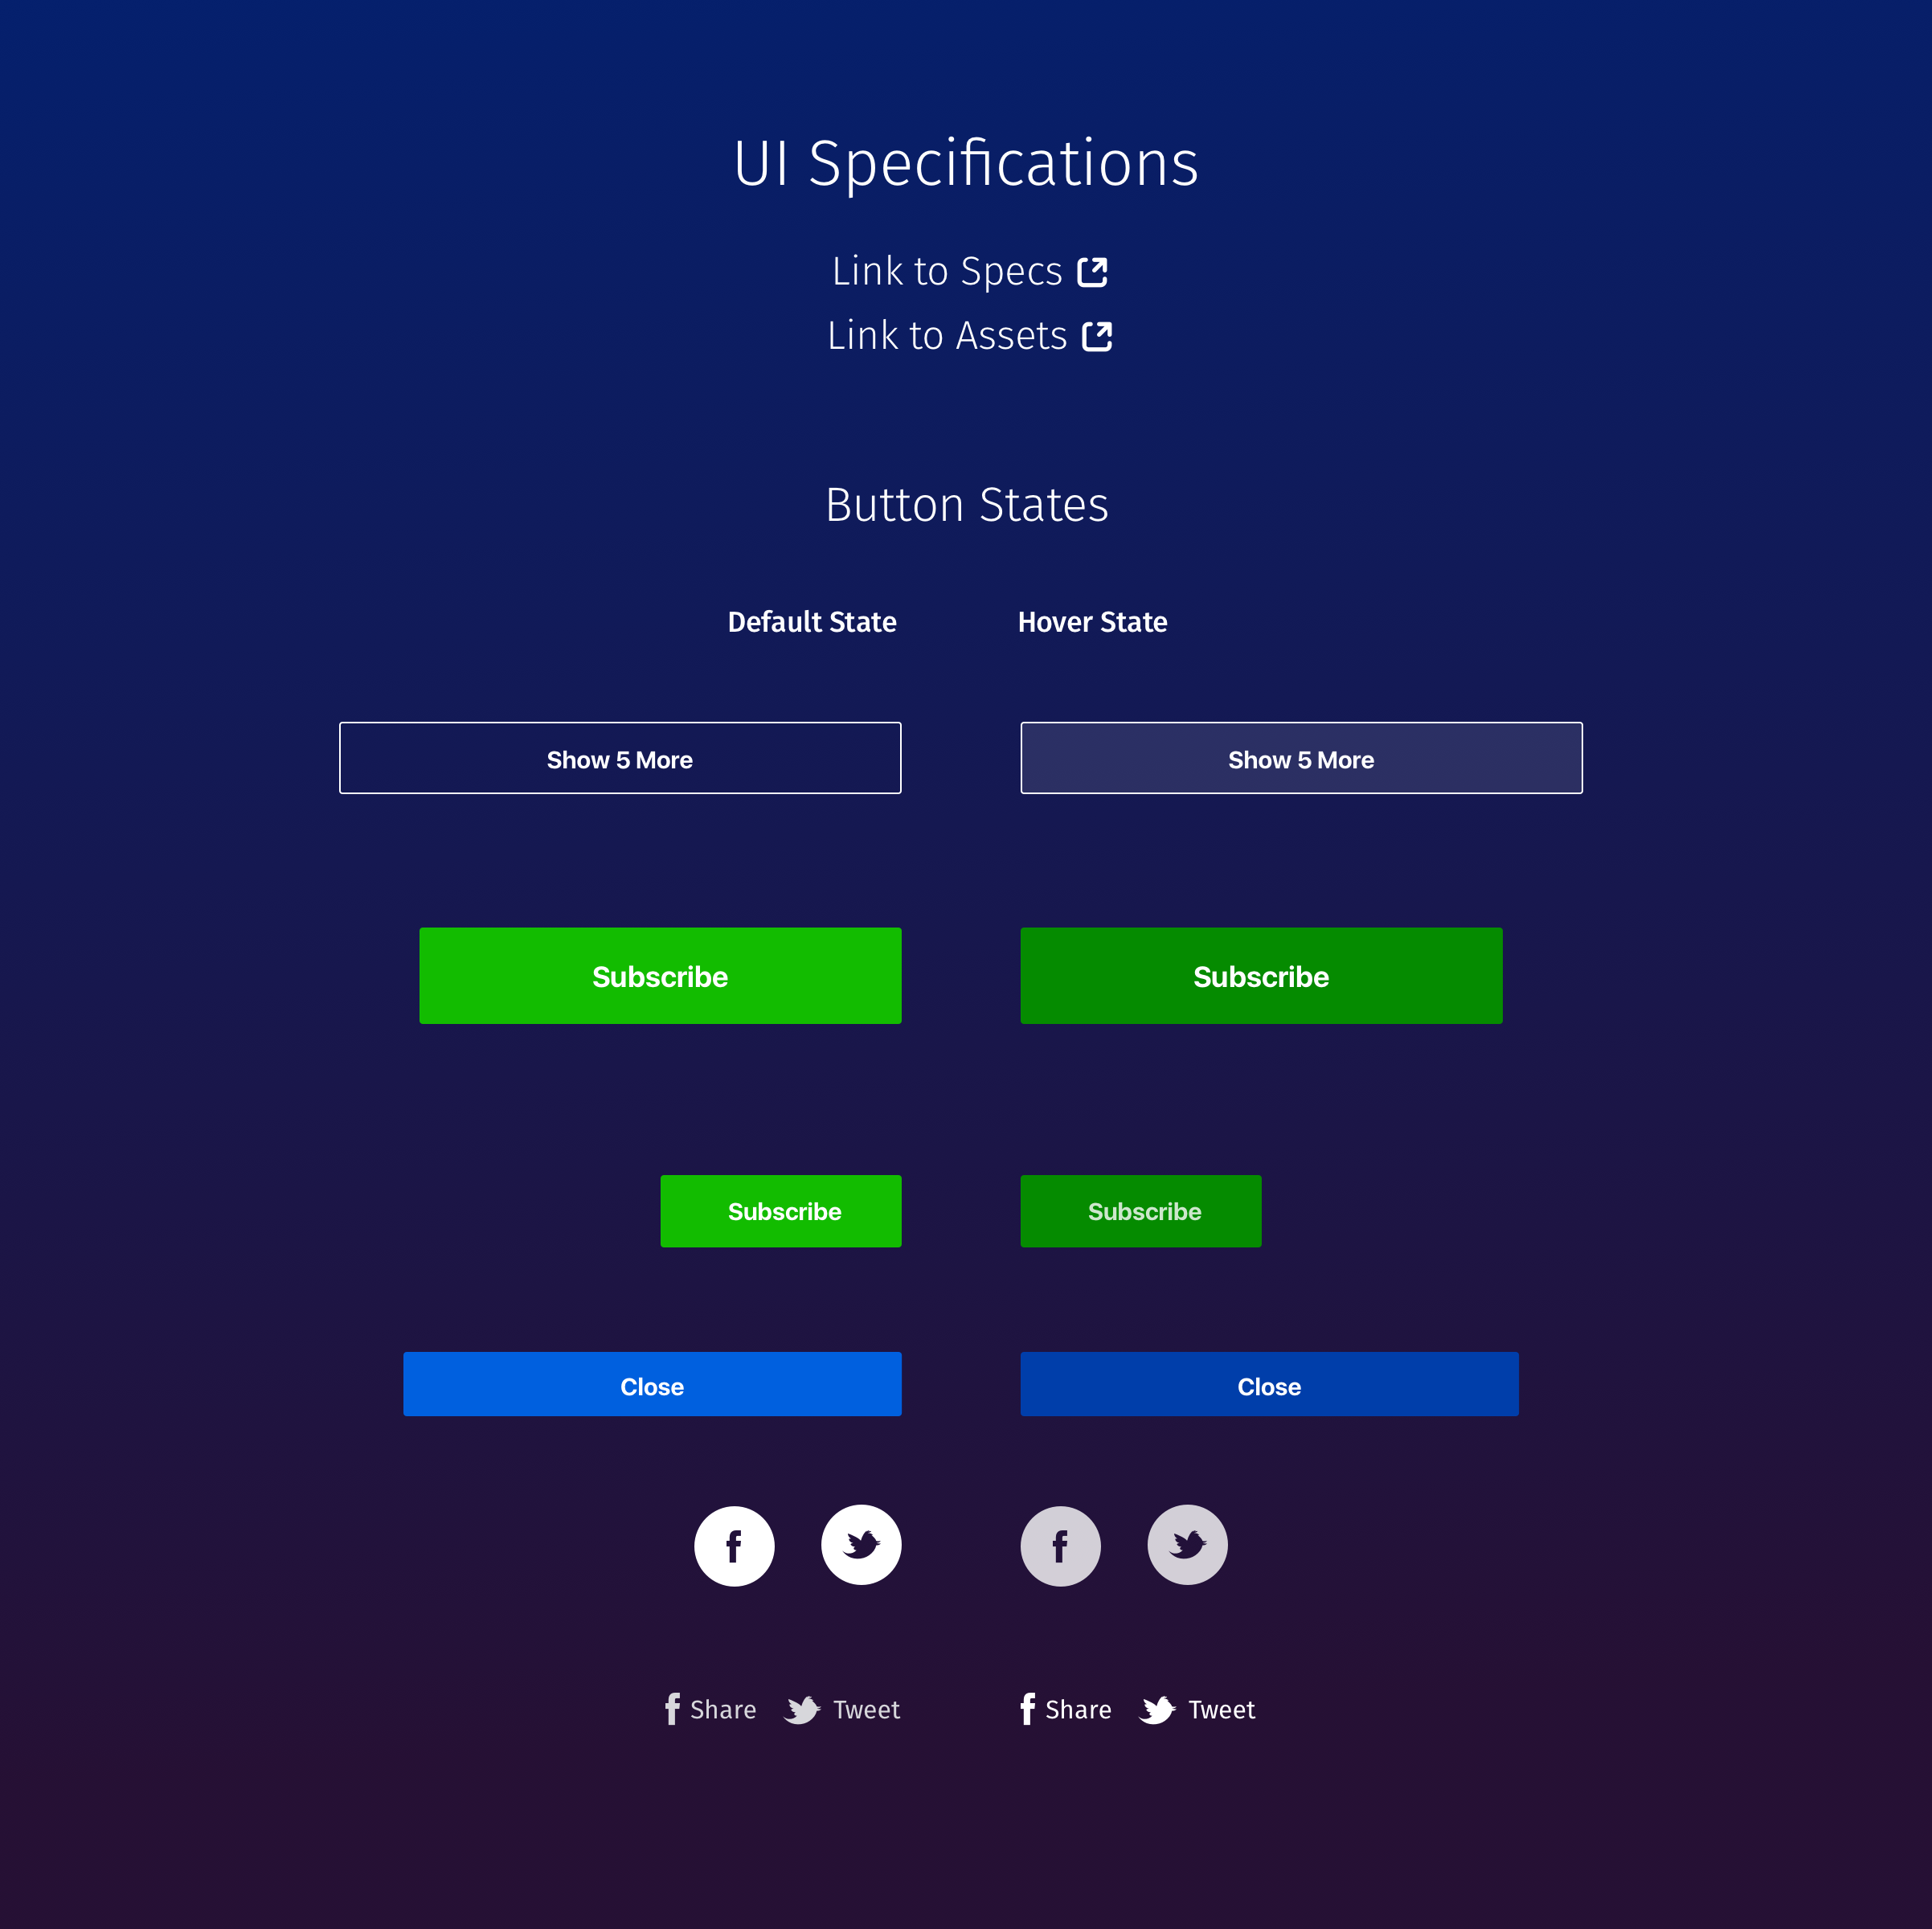 UI Specifications
Link to Specs
Link to Assets
Button States
Default State Hover State
Show 5 More Show 5 More
Subscribe Subscribe
Subscribe Subscribe
Close Close
Share Tweet Share Tweet